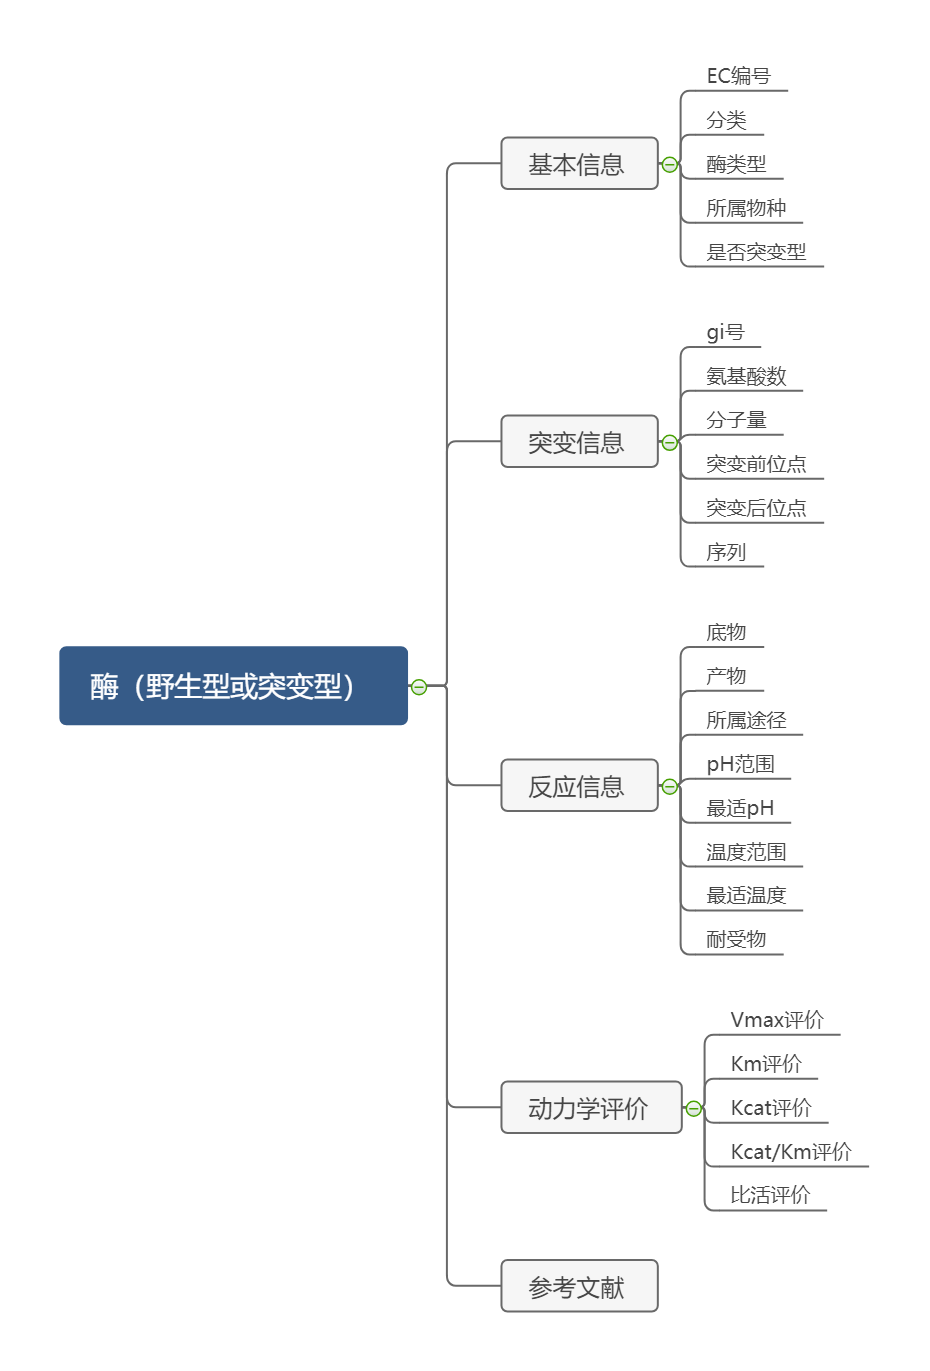 酶（野生型或突变型）
基本信息
EC编号
分类
酶类型
所属物种
是否突变型
突变信息
gi号
氨基酸数
分子量
突变前位点
突变后位点
序列
反应信息
底物
产物
所属途径
pH范围
最适pH
温度范围
最适温度
耐受物
动力学评价
Vmax评价
Km评价
Kcat评价
Kcat/Km评价
比活评价
参考文献